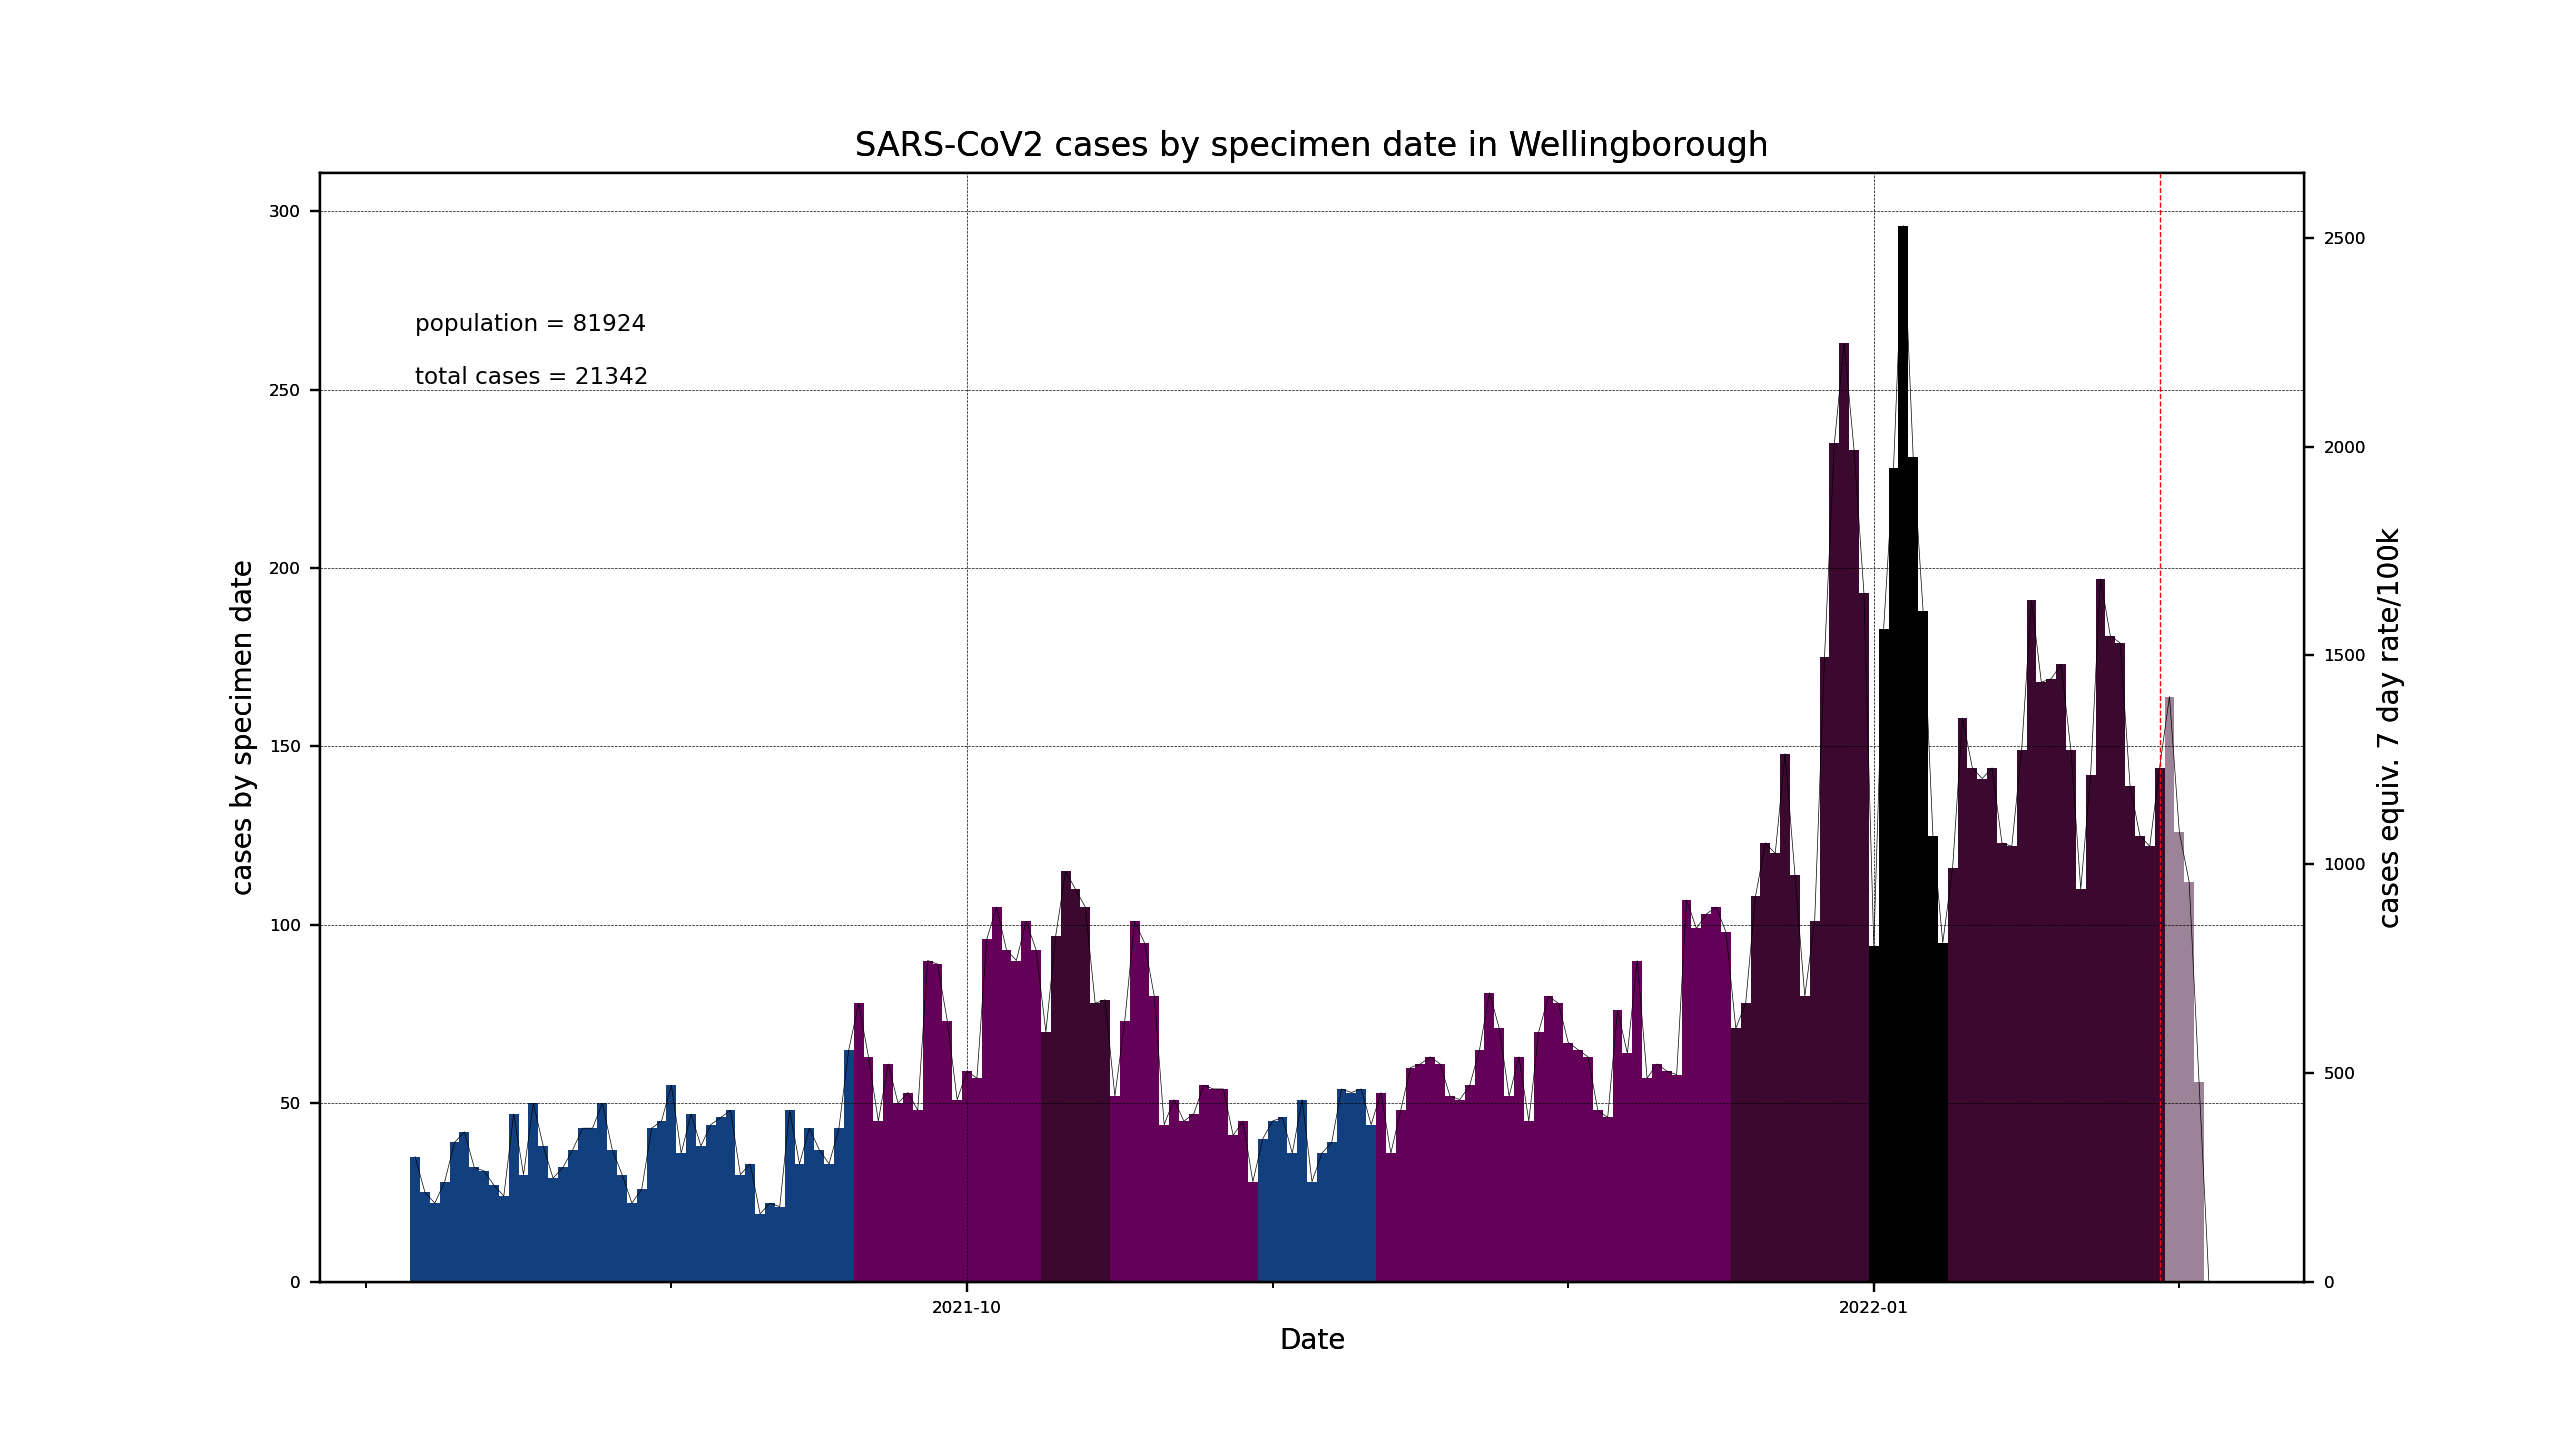 SARS-CoV2 cases by specimen date in Wellingborough
population = 81924
total cases = 21342
cases by specimen date
300
250
200
150
100
50
0
2500
2000
1500
1000
500
0
cases equiv. 7 day rate/100k
2021-10
2022-01
Date